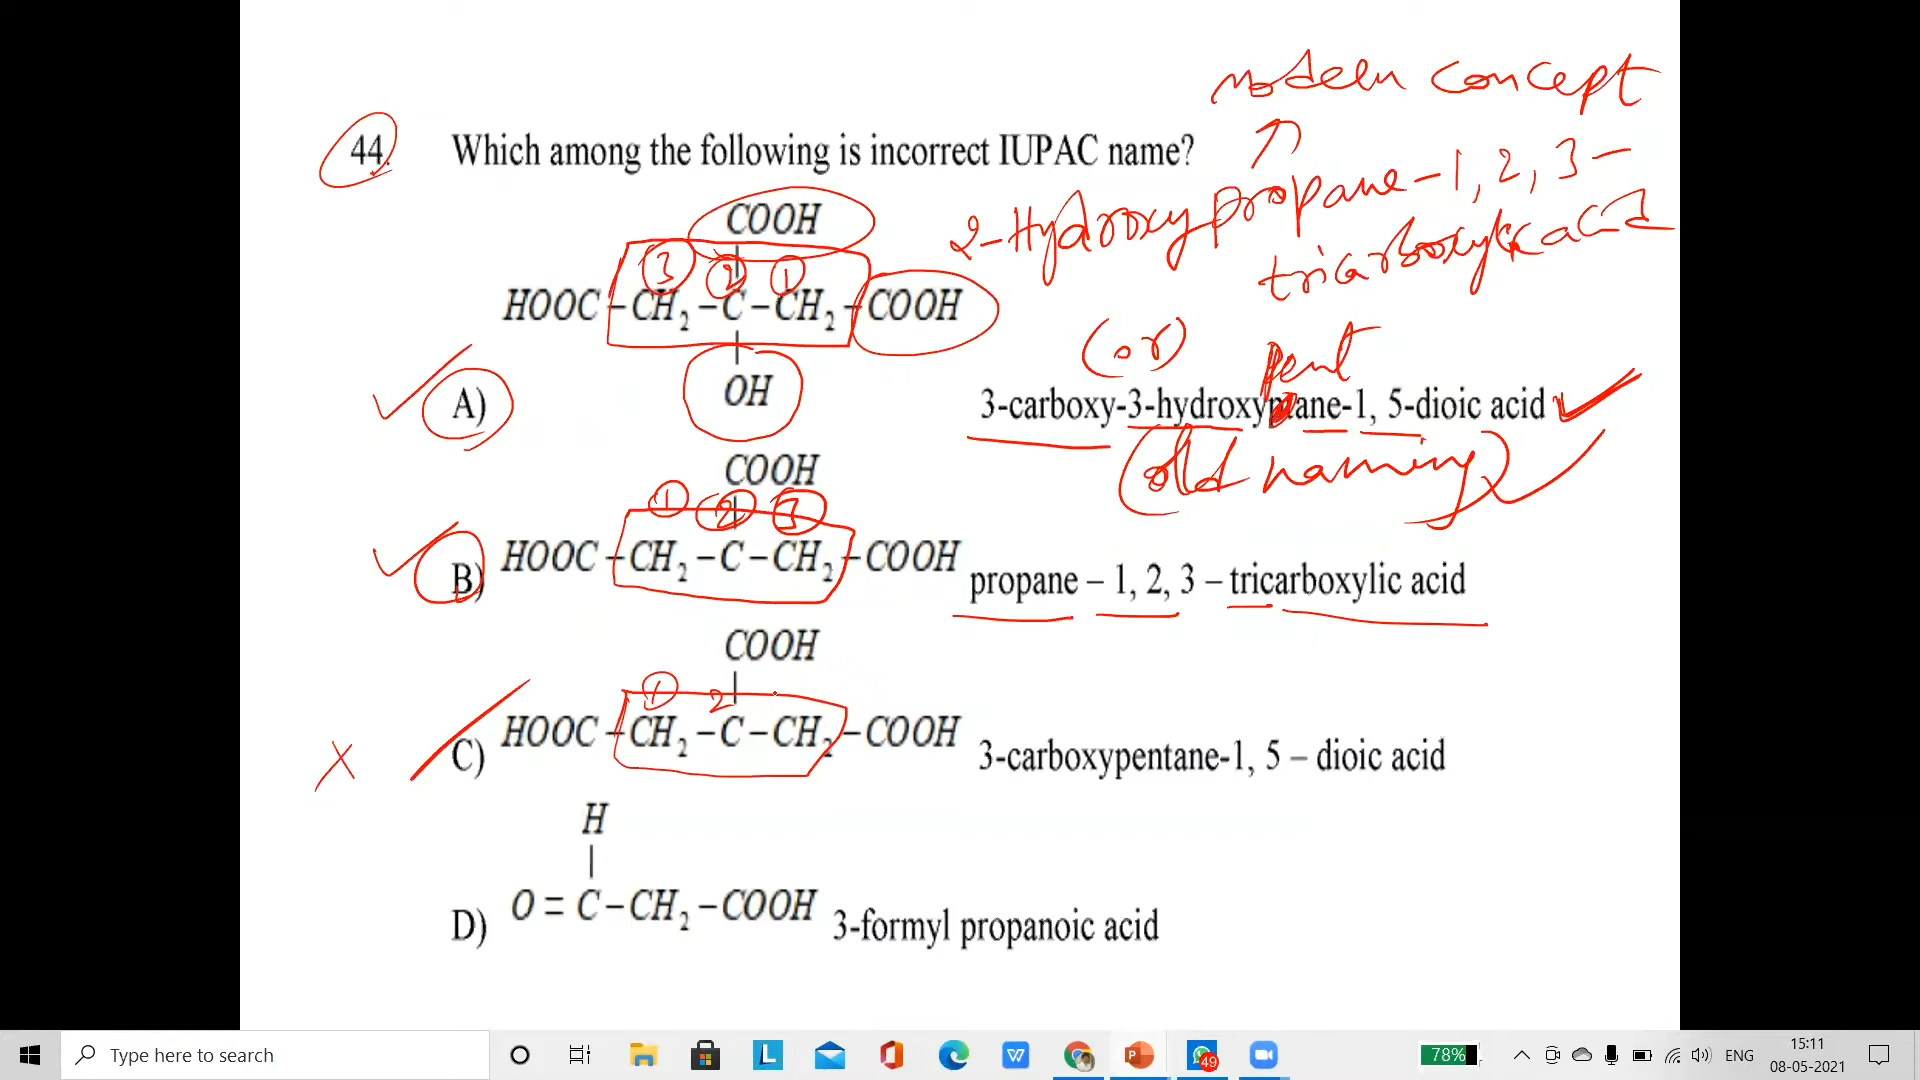 modern concept
44. Which among the following is incorrect IUPAC name?
2-Hydroxy propane-1, 2, 3-
tricarboxylic acid
COOH
3 2 1
HOOC-CH2-C-CH2-COOH
OH
(or) pent
A) 3-carboxy-3-hydroxy ane-1, 5-dioic acid
(old naming)
COOH
1 2 3
HOOC-CH2-C-CH2-COOH
B) propane – 1, 2, 3 – tricarboxylic acid
COOH
1 2
HOOC-CH2-C-CH2-COOH
X C) 3-carboxypentane-1, 5 – dioic acid
H
O=C-CH2-COOH
D) 3-formyl propanoic acid
Type here to search
L
W
P
49
78%
ENG
15:11
08-05-2021